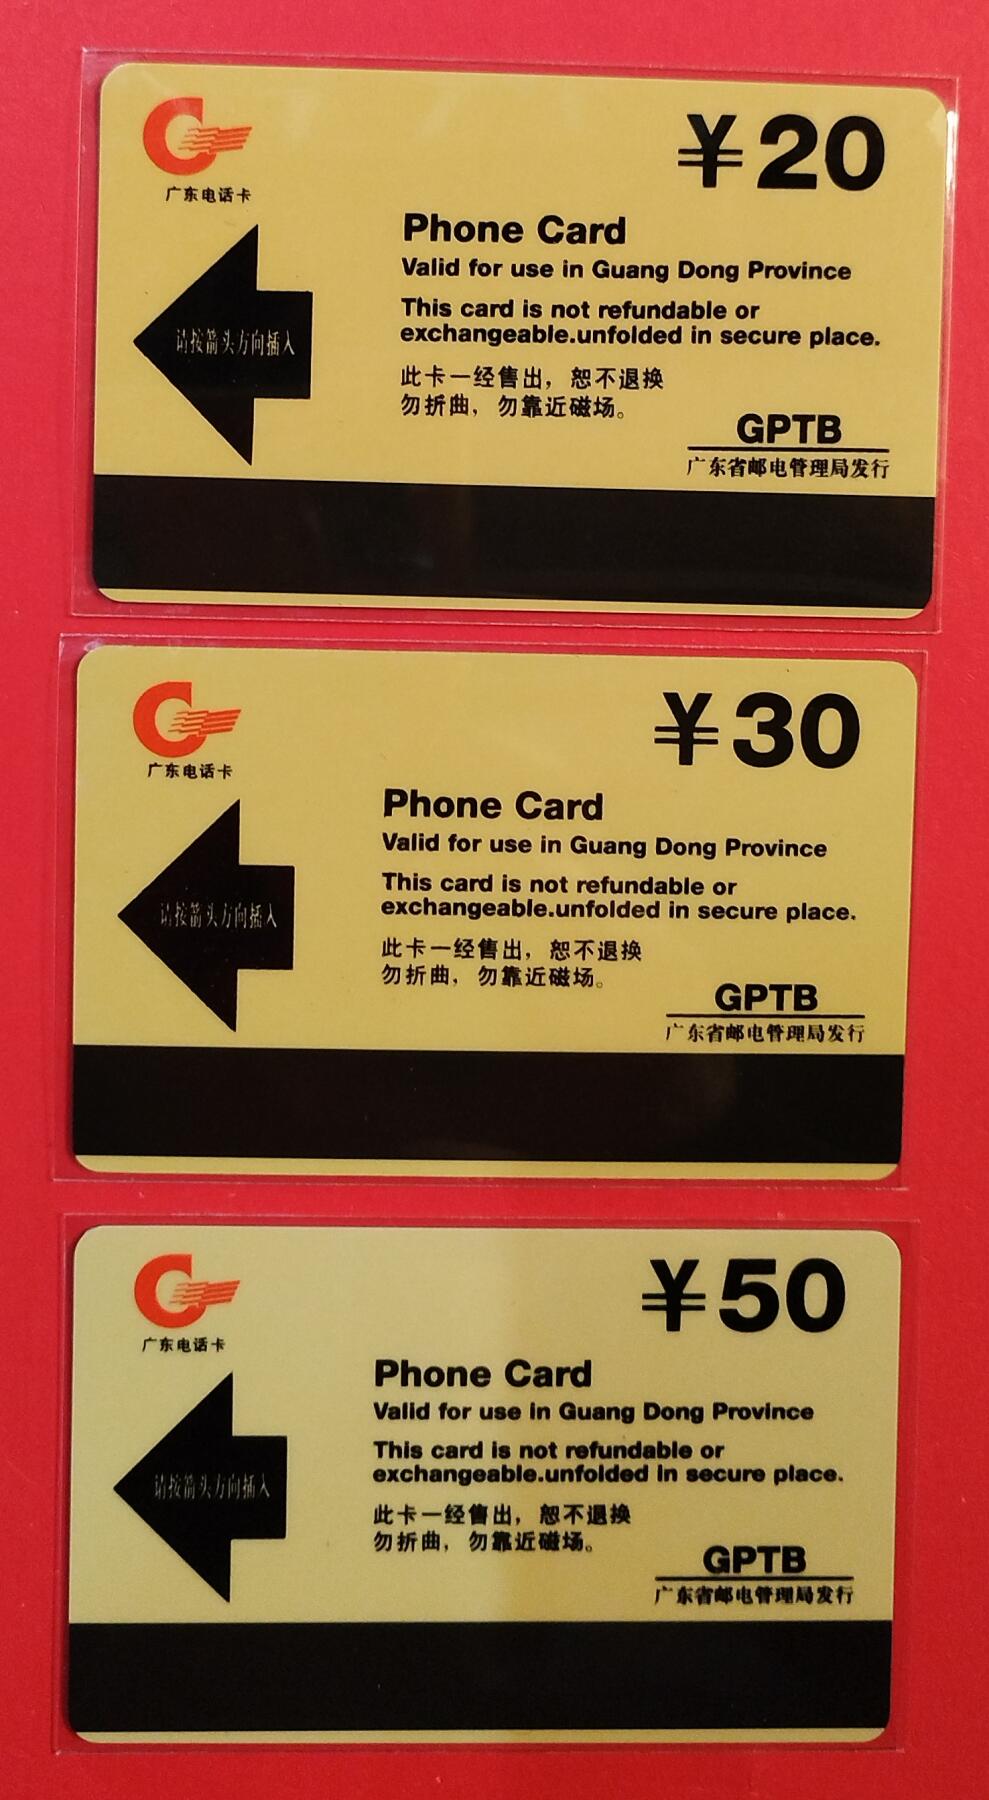 ¥20
广东电话卡
Phone Card
Valid for use in Guang Dong Province
This card is not refundable or
exchangeable.unfolded in secure place.
请按箭头方向插入
此卡一经售出，恕不退换
勿折曲，勿靠近磁场。
GPTB
广东省邮电管理局发行
¥30
广东电话卡
Phone Card
Valid for use in Guang Dong Province
This card is not refundable or
exchangeable.unfolded in secure place.
请按箭头方向插入
此卡一经售出，恕不退换
勿折曲，勿靠近磁场。
GPTB
广东省邮电管理局发行
¥50
广东电话卡
Phone Card
Valid for use in Guang Dong Province
This card is not refundable or
exchangeable.unfolded in secure place.
请按箭头方向插入
此卡一经售出，恕不退换
勿折曲，勿靠近磁场。
GPTB
广东省邮电管理局发行